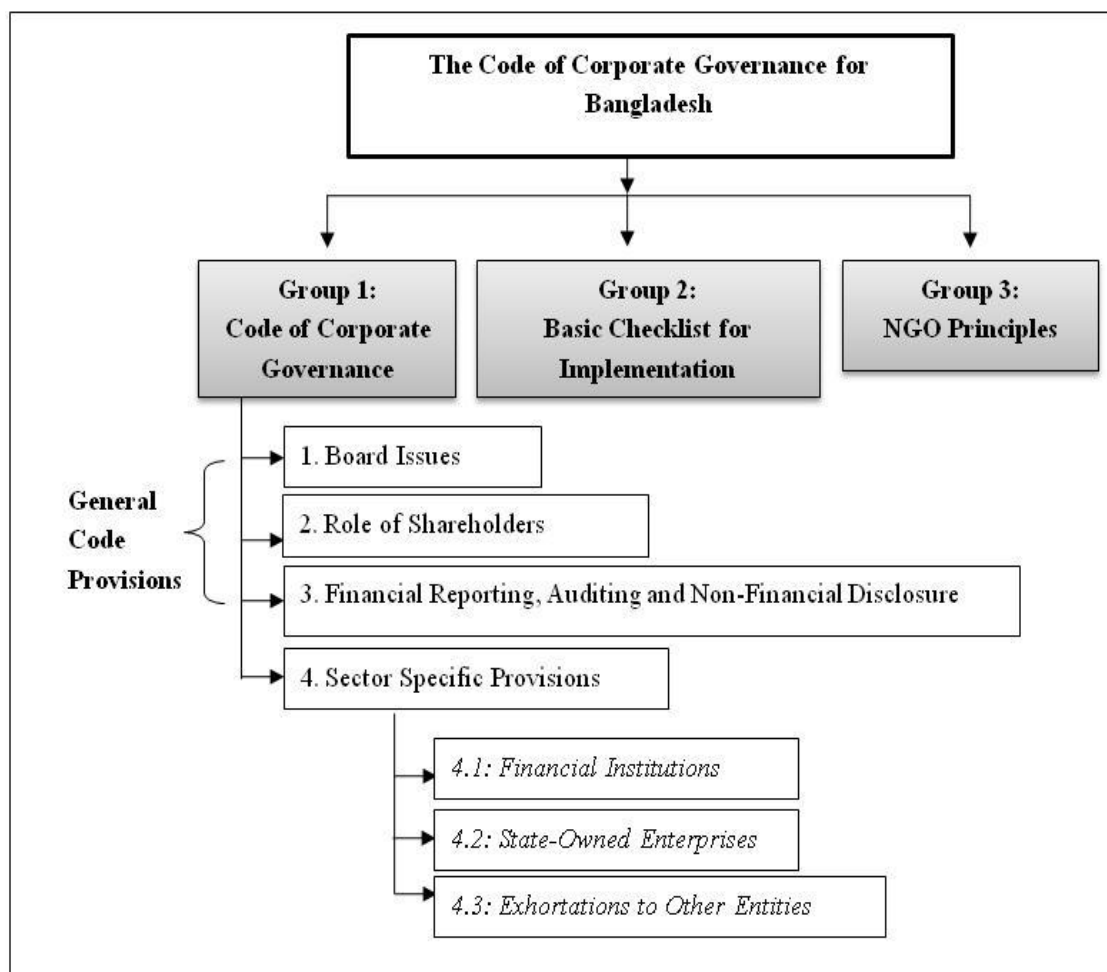 The Code of Corporate Governance for
Bangladesh
Group 1:
Code of Corporate
Governance
Group 2:
Basic Checklist for
Implementation
Group 3:
NGO Principles
General
Code
Provisions
1. Board Issues
2. Role of Shareholders
3. Financial Reporting, Auditing and Non-Financial Disclosure
4. Sector Specific Provisions
4.1: Financial Institutions
4.2: State-Owned Enterprises
4.3: Exhortations to Other Entities